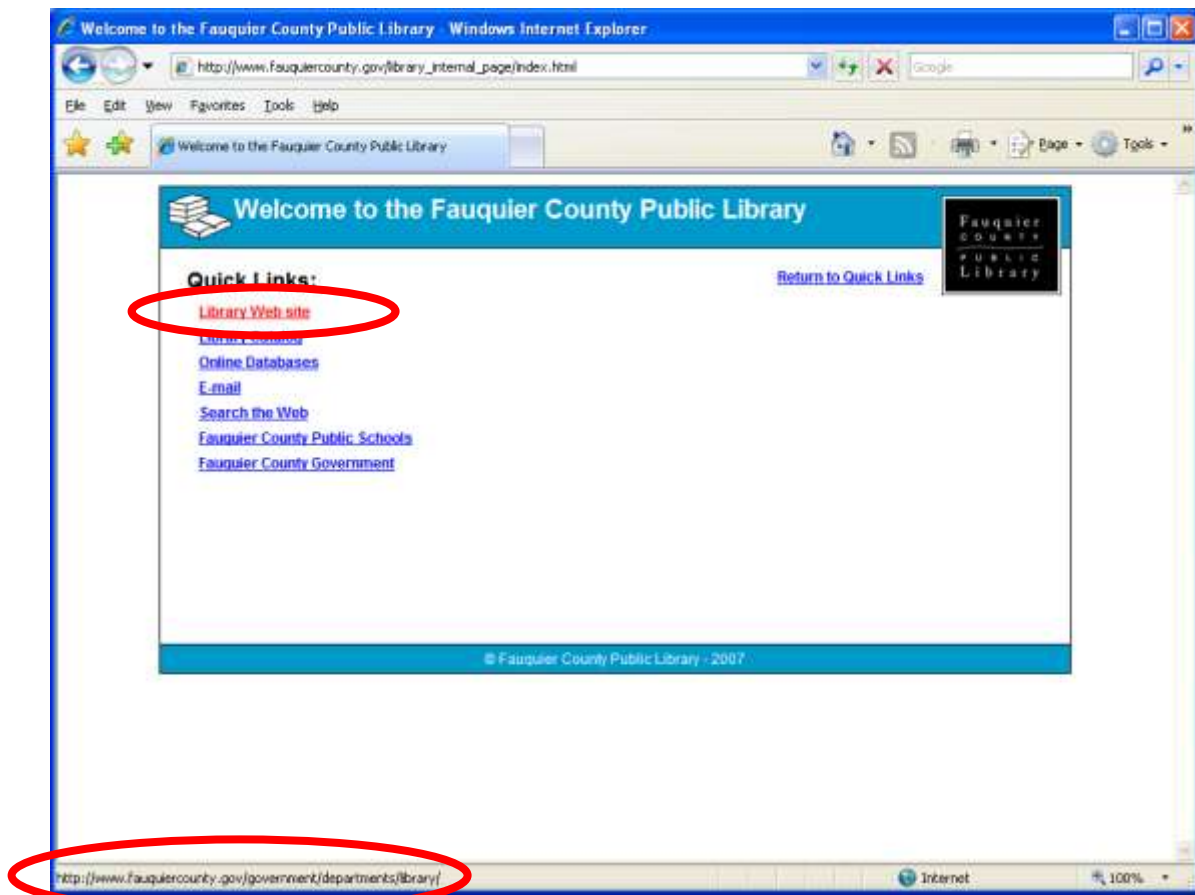 Welcome to the Fauquier County Public Library - Windows Internet Explorer
http://www.fauquiercounty.gov/library_internal_page/index.html
Google
File Edit View Favorites Tools Help
Welcome to the Fauquier County Public Library
Page
Tools
Welcome to the Fauquier County Public Library
Fauquier
COUNTY
PUBLIC
Library
Quick Links:
Return to Quick Links
Library Web site
Library Catalog
Online Databases
E-mail
Search the Web
Fauquier County Public Schools
Fauquier County Government
© Fauquier County Public Library - 2007
http://www.fauquiercounty.gov/government/departments/library/
Internet
100%